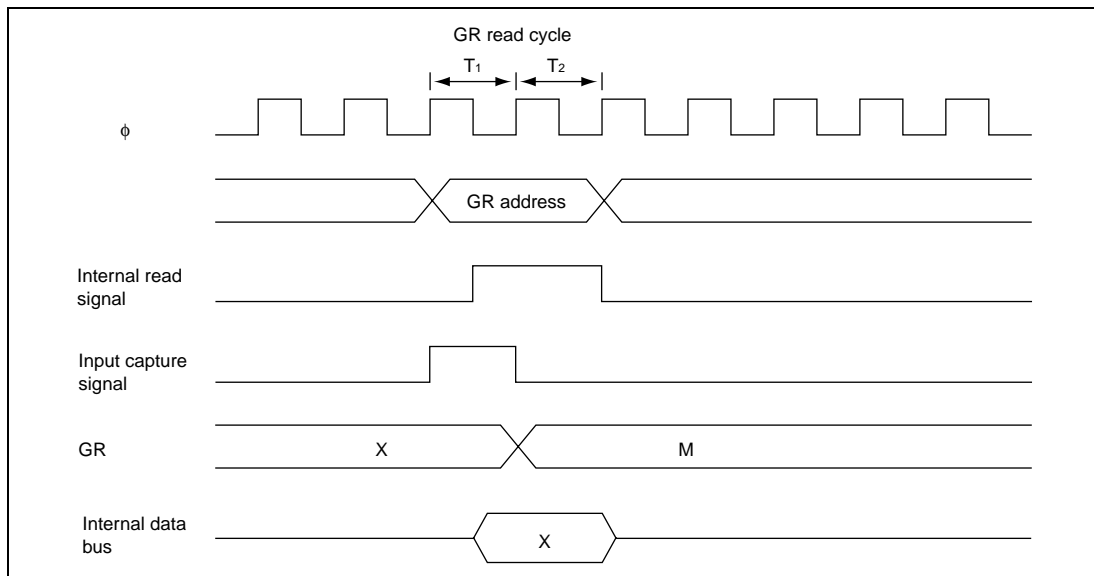 GR read cycle
T1 T2
ϕ
GR address
Internal read
signal
Input capture
signal
GR X M
Internal data
bus X